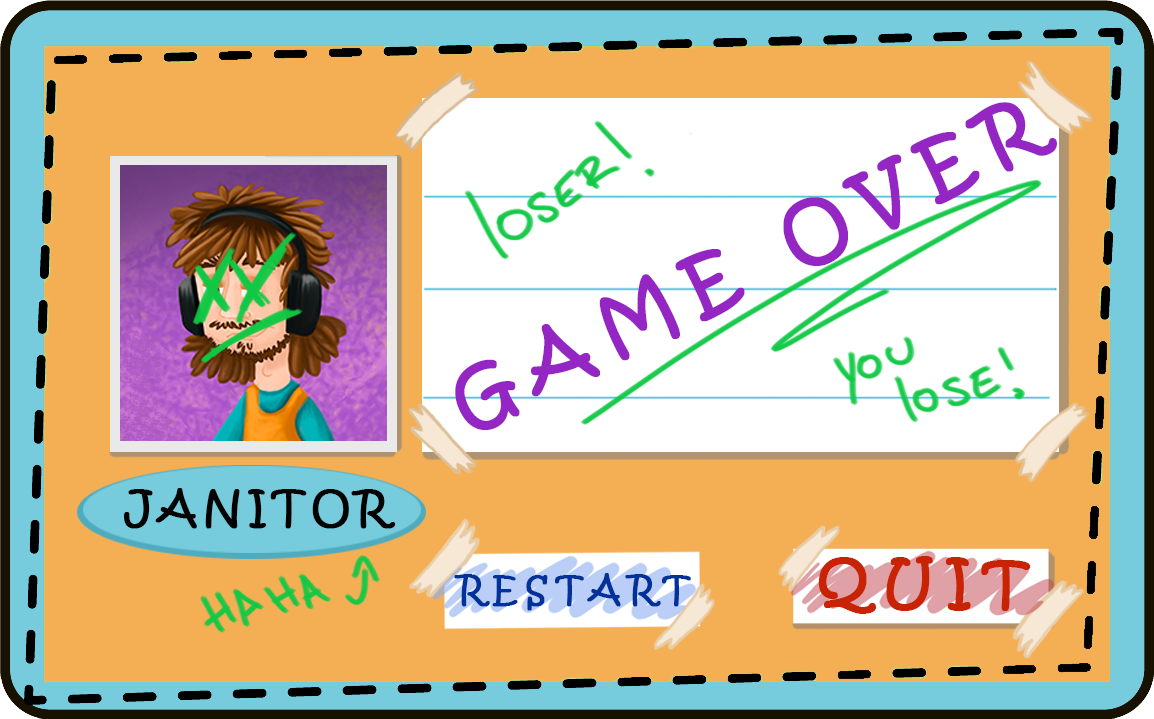 loser!
GAME OVER
YOU
lose!
JANITOR
HAHA
RESTART
QUIT